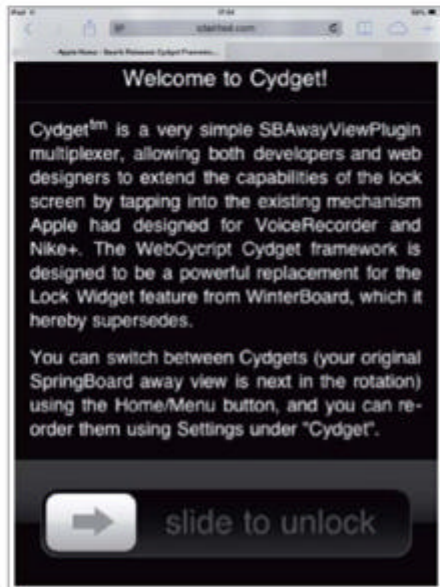 iPad
17:04
Welcome to Cydget!
Cydget™ is a very simple SBAwayViewPlugin
multiplexer, allowing both developers and web
designers to extend the capabilities of the lock
screen by tapping into the existing mechanism
Apple had designed for VoiceRecorder and
Nike+. The WebCycript Cydget framework is
designed to be a powerful replacement for the
Lock Widget feature from WinterBoard, which it
hereby supersedes.
You can switch between Cydgets (your original
SpringBoard away view is next in the rotation)
using the Home/Menu button, and you can re-
order them using Settings under "Cydget".
slide to unlock